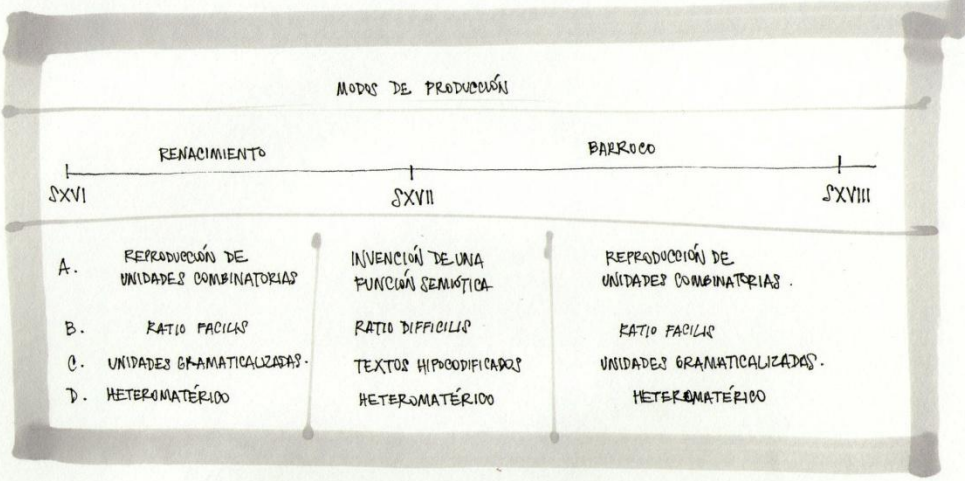 MODOS DE PRODUCCIÓN
RENACIMIENTO BARROCO
SXVI SXVII SXVIII
A. REPRODUCCIÓN DE UNIDADES COMBINATORIAS
INVENCIÓN DE UNA FUNCIÓN SEMIÓTICA
REPRODUCCIÓN DE UNIDADES COMBINATORIAS.
B. RATIO FACILIS RATIO DIFFICILIS RATIO FACILIS
C. UNIDADES GRAMATICALIZADAS. TEXTOS HIPOCODIFICADOS UNIDADES GRAMATICALIZADAS.
D. HETEROMATÉRICO HETEROMATÉRICO HETEROMATÉRICO